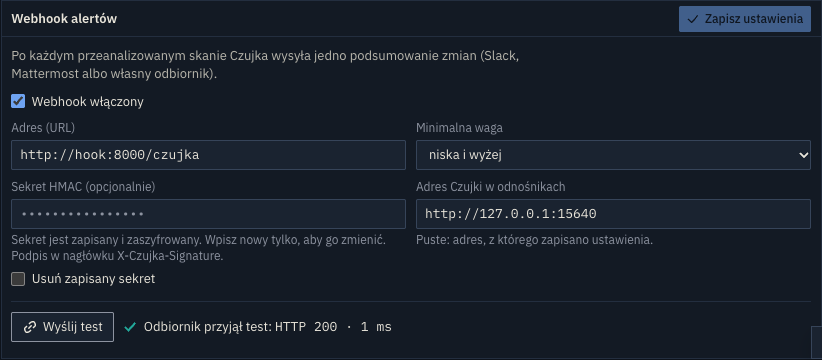 Webhook alertów
Zapisz ustawienia
Po każdym przeanalizowanym skanie Czujka wysyła jedno podsumowanie zmian (Slack,
Mattermost albo własny odbiornik).
Webhook włączony
Adres (URL)
Minimalna waga
http://hook:8000/czujka
niska i wyżej
Sekret HMAC (opcjonalnie)
Adres Czujki w odnośnikach
••••••••••••••••
http://127.0.0.1:15640
Sekret jest zapisany i zaszyfrowany. Wpisz nowy tylko, aby go zmienić.
Podpis w nagłówku X-Czujka-Signature.
Puste: adres, z którego zapisano ustawienia.
Usuń zapisany sekret
Wyślij test
Odbiornik przyjął test: HTTP 200 · 1 ms